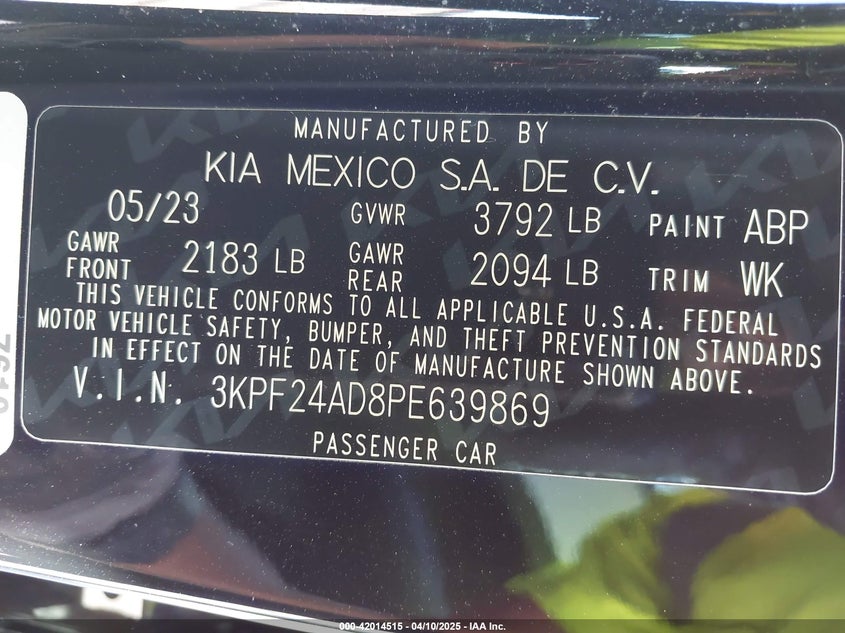 MANUFACTURED BY
KIA MEXICO S.A. DE C.V.
05/23 GVWR 3792 LB PAINT ABP
GAWR FRONT 2183 LB GAWR REAR 2094 LB TRIM WK
THIS VEHICLE CONFORMS TO ALL APPLICABLE U.S.A. FEDERAL
MOTOR VEHICLE SAFETY, BUMPER, AND THEFT PREVENTION STANDARDS
IN EFFECT ON THE DATE OF MANUFACTURE SHOWN ABOVE.
V.I.N. 3KPF24AD8PE639869
PASSENGER CAR
000-42014515 - 04/10/2025 - IAA Inc.